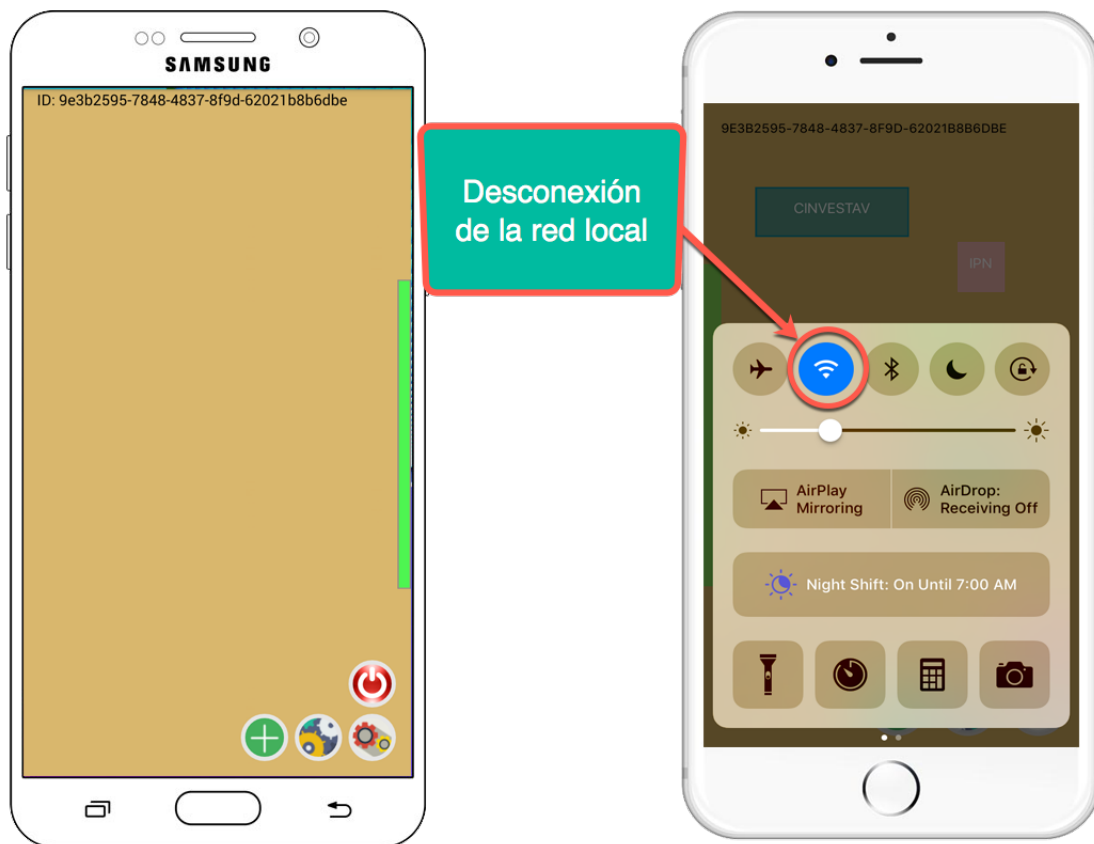 SAMSUNG
ID: 9e3b2595-7848-4837-8f9d-62021b8b6dbe
Desconexión
de la red local
9E3B2595-7848-4837-8F9D-62021B8B6DBE
CINVESTAV
IPN
AirPlay
Mirroring
AirDrop:
Receiving Off
Night Shift: On Until 7:00 AM